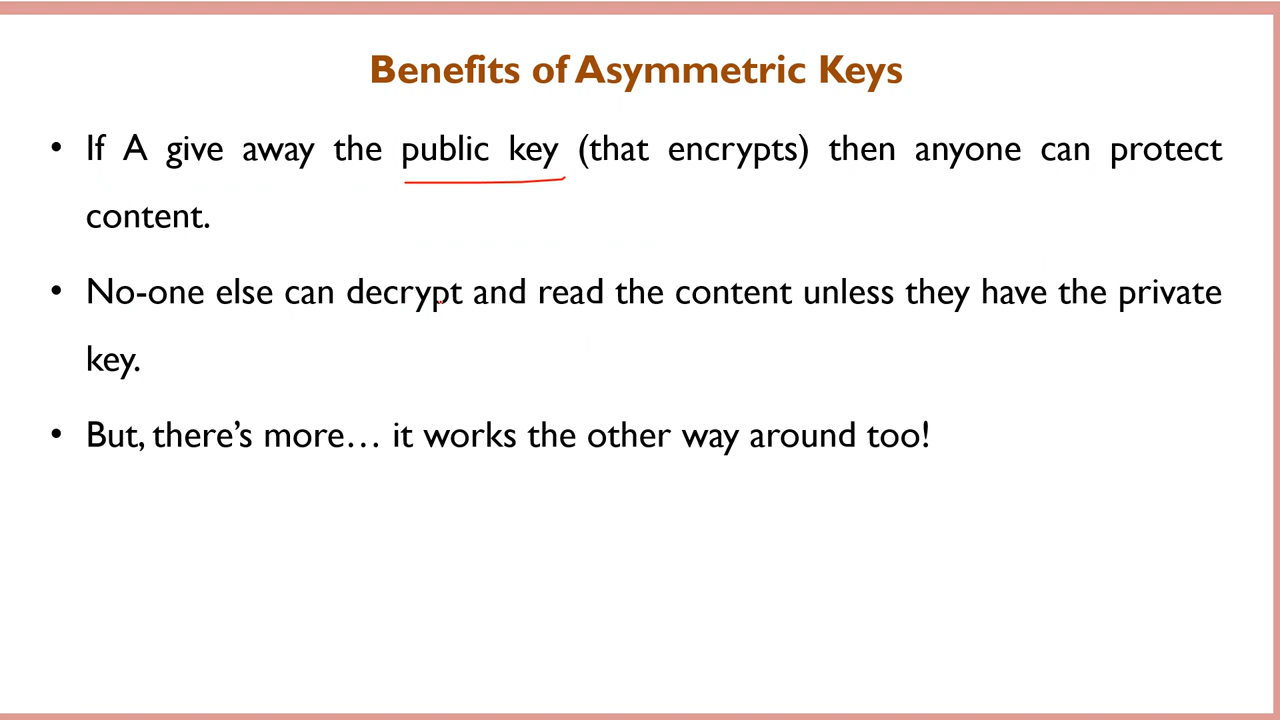 Benefits of Asymmetric Keys
• If A give away the public key (that encrypts) then anyone can protect
content.
• No-one else can decrypt and read the content unless they have the private
key.
• But, there’s more… it works the other way around too!